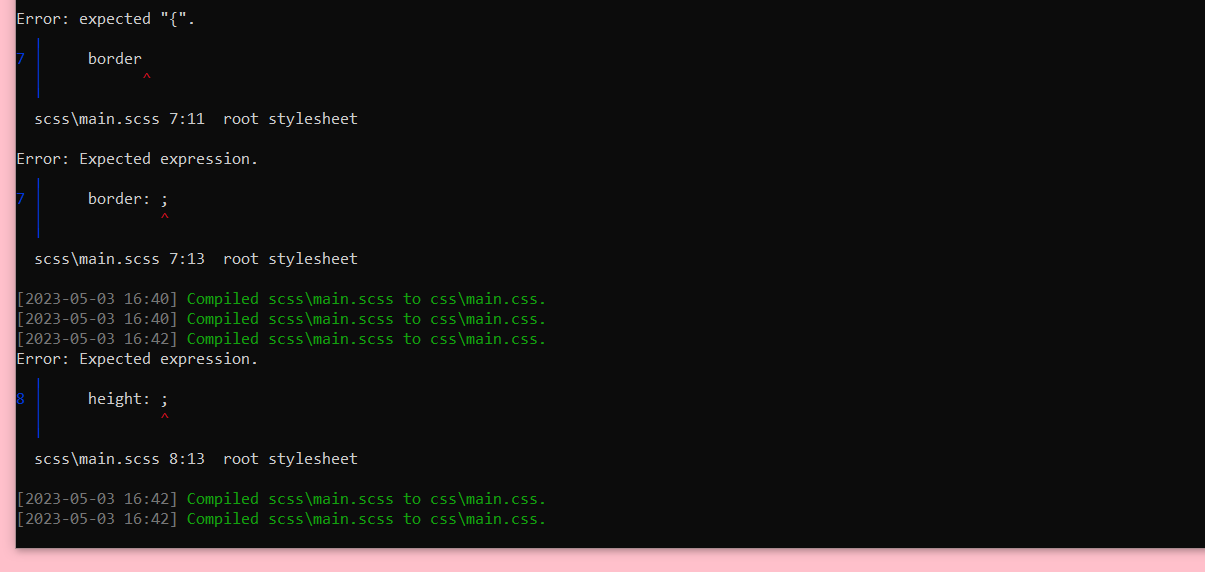 Error: expected "{".
7 │     border
^
scss\main.scss 7:11  root stylesheet
Error: Expected expression.
7 │     border: ;
^
scss\main.scss 7:13  root stylesheet
[2023-05-03 16:40] Compiled scss\main.scss to css\main.css.
[2023-05-03 16:40] Compiled scss\main.scss to css\main.css.
[2023-05-03 16:42] Compiled scss\main.scss to css\main.css.
Error: Expected expression.
8 │     height: ;
^
scss\main.scss 8:13  root stylesheet
[2023-05-03 16:42] Compiled scss\main.scss to css\main.css.
[2023-05-03 16:42] Compiled scss\main.scss to css\main.css.